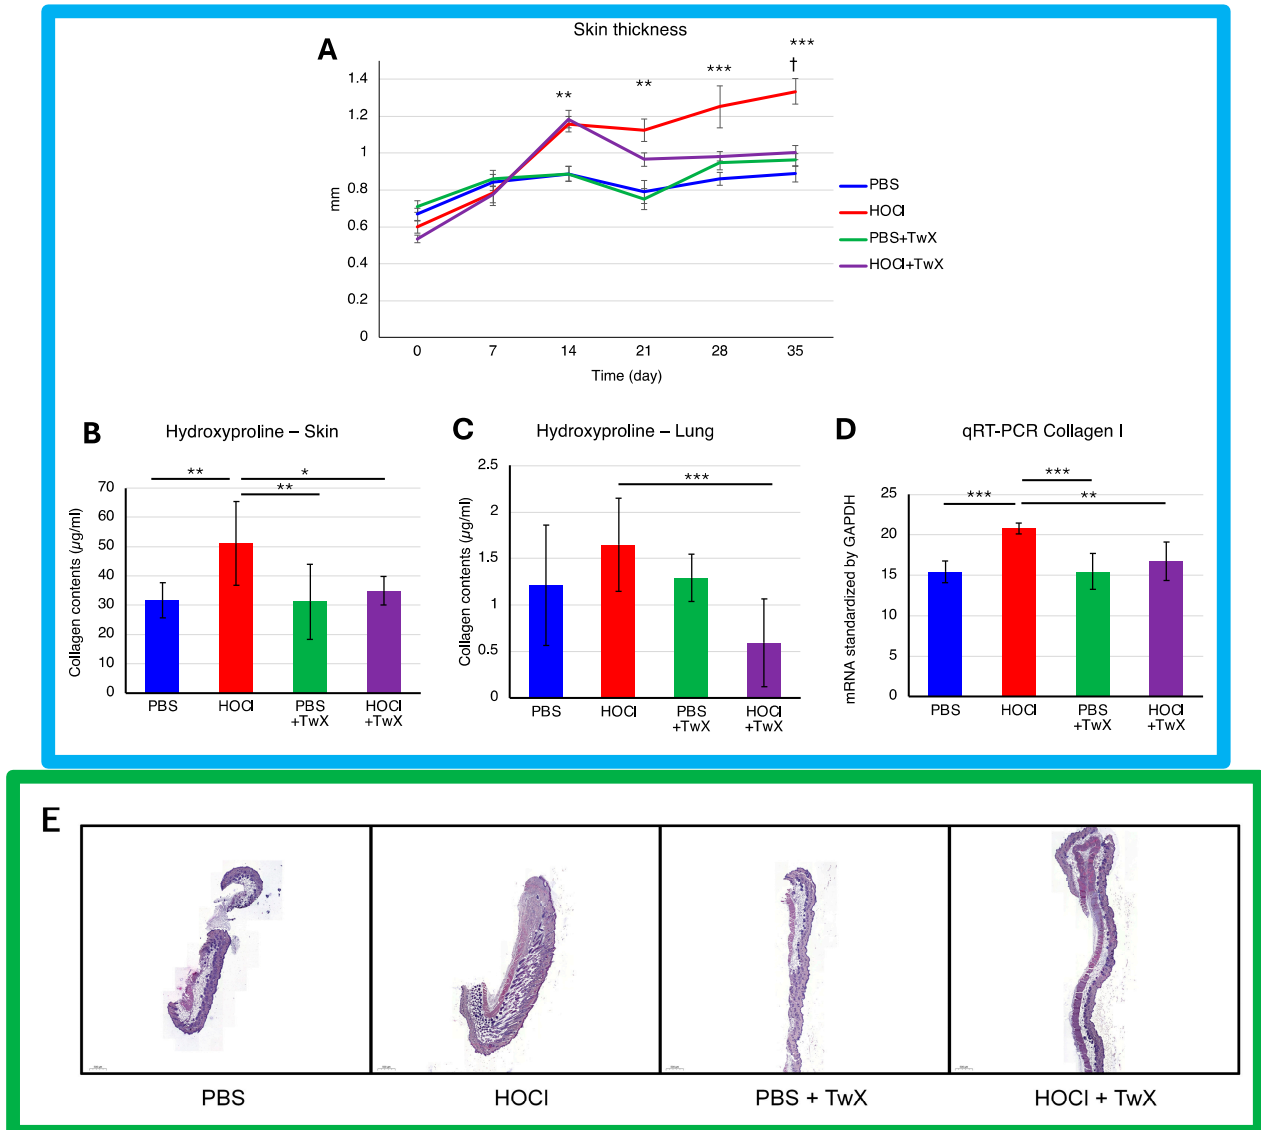 A
Skin thickness
***
†
***
**
**
1.4
1.2
1
0.8
0.6
0.4
0.2
0
mm
0 7 14 21 28 35
Time (day)
PBS
HOCl
PBS+TwX
HOCl+TwX
B
Hydroxyproline – Skin
** *
**
70
60
50
40
30
20
10
0
Collagen contents (µg/ml)
PBS HOCl PBS +TwX HOCl +TwX
C
Hydroxyproline – Lung
***
2.5
2
1.5
1
0.5
0
Collagen contents (µg/ml)
PBS HOCl PBS +TwX HOCl +TwX
D
qRT-PCR Collagen I
***
*** **
25
20
15
10
5
0
mRNA standardized by GAPDH
PBS HOCl PBS +TwX HOCl +TwX
E
PBS
HOCl
PBS + TwX
HOCl + TwX